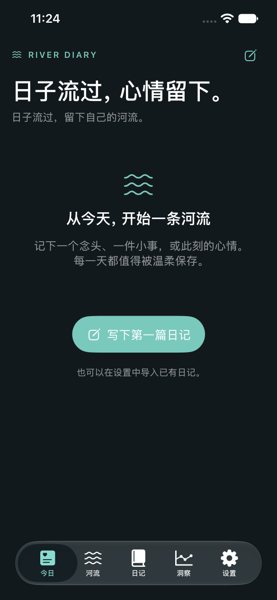 11:24
RIVER DIARY
日子流过，心情留下。
日子流过，留下自己的河流。
从今天，开始一条河流
记下一个念头、一件小事，或此刻的心情。
每一天都值得被温柔保存。
写下第一篇日记
也可以在设置中导入已有日记。
今日
河流
日记
洞察
设置